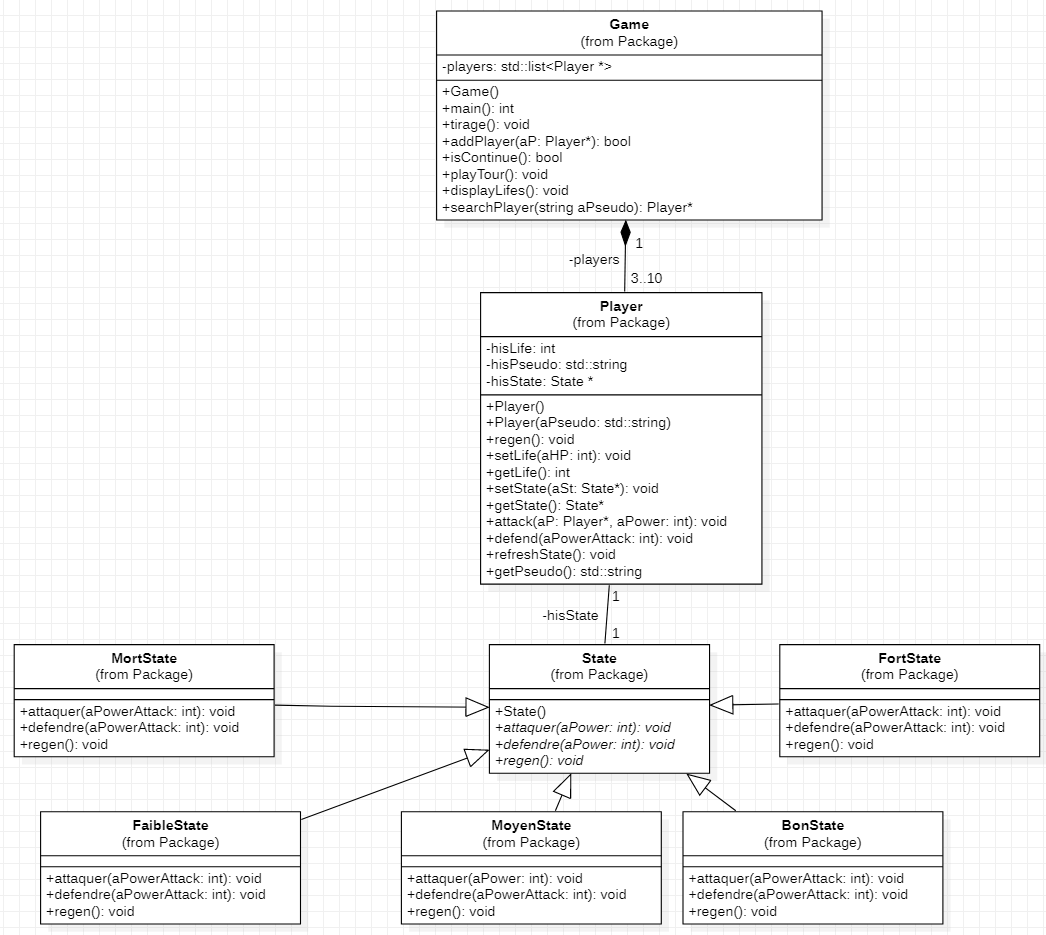 Game
(from Package)
-players: std::list<Player *>
+Game()
+main(): int
+tirage(): void
+addPlayer(aP: Player*): bool
+isContinue(): bool
+playTour(): void
+displayLifes(): void
+searchPlayer(string aPseudo): Player*
1
-players
3..10
Player
(from Package)
-hisLife: int
-hisPseudo: std::string
-hisState: State *
+Player()
+Player(aPseudo: std::string)
+regen(): void
+setLife(aHP: int): void
+getLife(): int
+setState(aSt: State*): void
+getState(): State*
+attack(aP: Player*, aPower: int): void
+defend(aPowerAttack: int): void
+refreshState(): void
+getPseudo(): std::string
1
-hisState
1
MortState
(from Package)
+attaquer(aPowerAttack: int): void
+defendre(aPowerAttack: int): void
+regen(): void
State
(from Package)
+State()
+attaquer(aPower: int): void
+defendre(aPower: int): void
+regen(): void
FortState
(from Package)
+attaquer(aPowerAttack: int): void
+defendre(aPowerAttack: int): void
+regen(): void
FaibleState
(from Package)
+attaquer(aPowerAttack: int): void
+defendre(aPowerAttack: int): void
+regen(): void
MoyenState
(from Package)
+attaquer(aPower: int): void
+defendre(aPowerAttack: int): void
+regen(): void
BonState
(from Package)
+attaquer(aPowerAttack: int): void
+defendre(aPowerAttack: int): void
+regen(): void